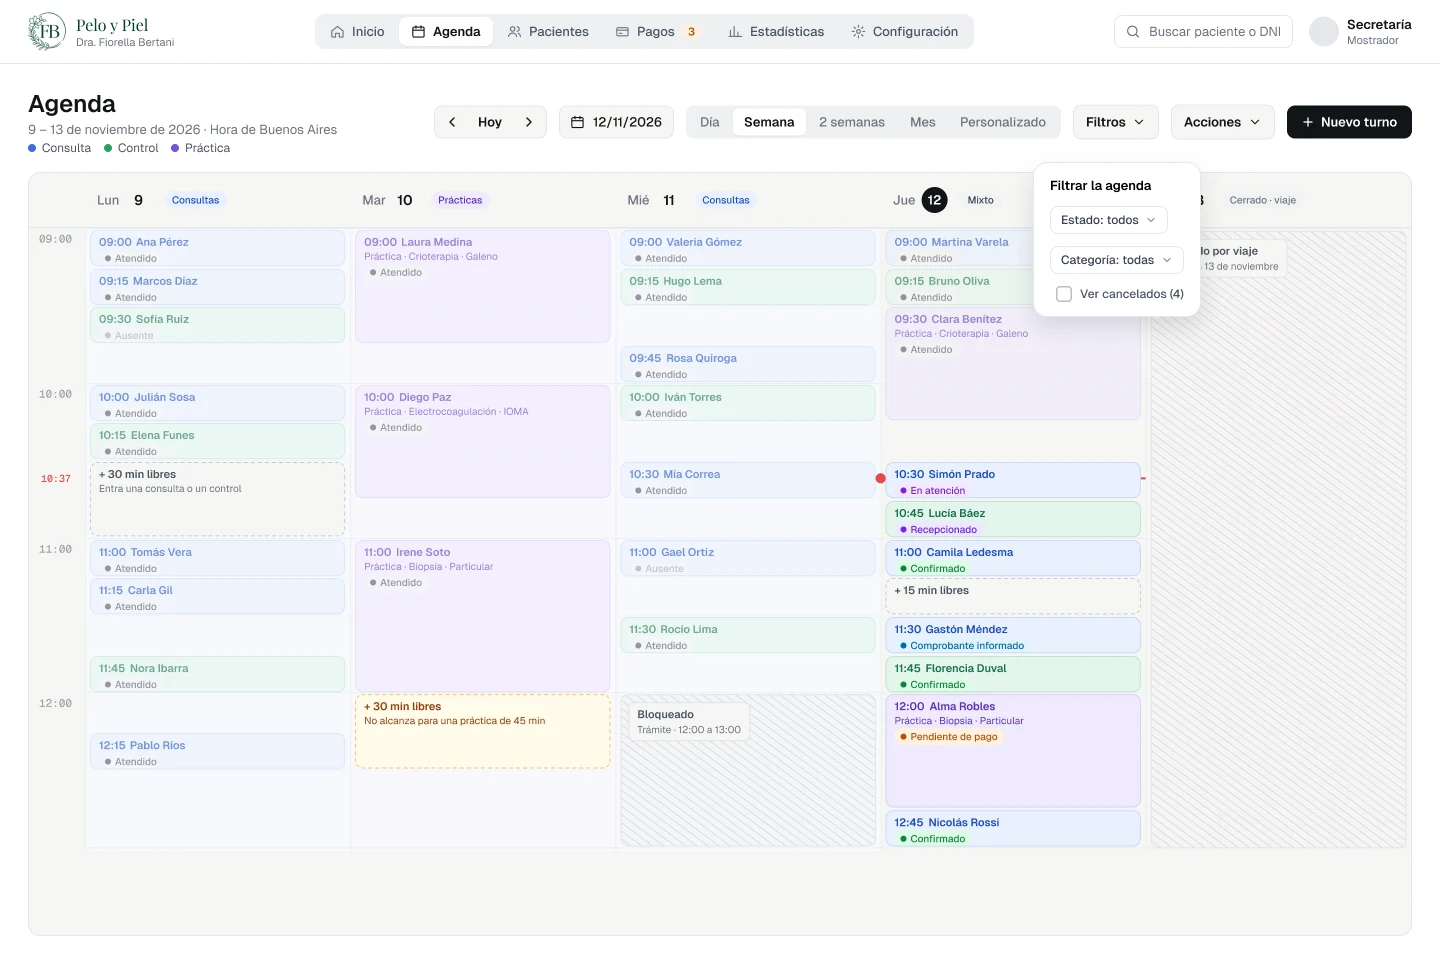 FB
Pelo y Piel
Dra. Fiorella Bertani
Inicio
Agenda
Pacientes
Pagos 3
Estadísticas
Configuración
Buscar paciente o DNI
Secretaría
Mostrador
Agenda
9 – 13 de noviembre de 2026 · Hora de Buenos Aires
Consulta
Control
Práctica
Hoy
12/11/2026
Día
Semana
2 semanas
Mes
Personalizado
Filtros
Acciones
+ Nuevo turno
Filtrar la agenda
Estado: todos
Categoría: todas
Ver cancelados (4)
Lun 9 Consultas
Mar 10 Prácticas
Mié 11 Consultas
Jue 12 Mixto
Cerrado · viaje
09:00
10:00
10:37
11:00
12:00
09:00 Ana Pérez
Atendido
09:15 Marcos Díaz
Atendido
09:30 Sofía Ruiz
Ausente
10:00 Julián Sosa
Atendido
10:15 Elena Funes
Atendido
+ 30 min libres
Entra una consulta o un control
11:00 Tomás Vera
Atendido
11:15 Carla Gil
Atendido
11:45 Nora Ibarra
Atendido
12:15 Pablo Ríos
Atendido
09:00 Laura Medina
Práctica · Crioterapia · Galeno
Atendido
10:00 Diego Paz
Práctica · Electrocoagulación · IOMA
Atendido
11:00 Irene Soto
Práctica · Biopsia · Particular
Atendido
+ 30 min libres
No alcanza para una práctica de 45 min
09:00 Valeria Gómez
Atendido
09:15 Hugo Lema
Atendido
09:45 Rosa Quiroga
Atendido
10:00 Iván Torres
Atendido
10:30 Mía Correa
Atendido
11:00 Gael Ortiz
Ausente
11:30 Rocío Lima
Atendido
Bloqueado
Trámite · 12:00 a 13:00
09:00 Martina Varela
Atendido
09:15 Bruno Oliva
Atendido
09:30 Clara Benítez
Práctica · Crioterapia · Galeno
Atendido
10:30 Simón Prado
En atención
10:45 Lucía Báez
Recepcionado
11:00 Camila Ledesma
Confirmado
+ 15 min libres
11:30 Gastón Méndez
Comprobante informado
11:45 Florencia Duval
Confirmado
12:00 Alma Robles
Práctica · Biopsia · Particular
Pendiente de pago
12:45 Nicolás Rossi
Confirmado
por viaje
13 de noviembre